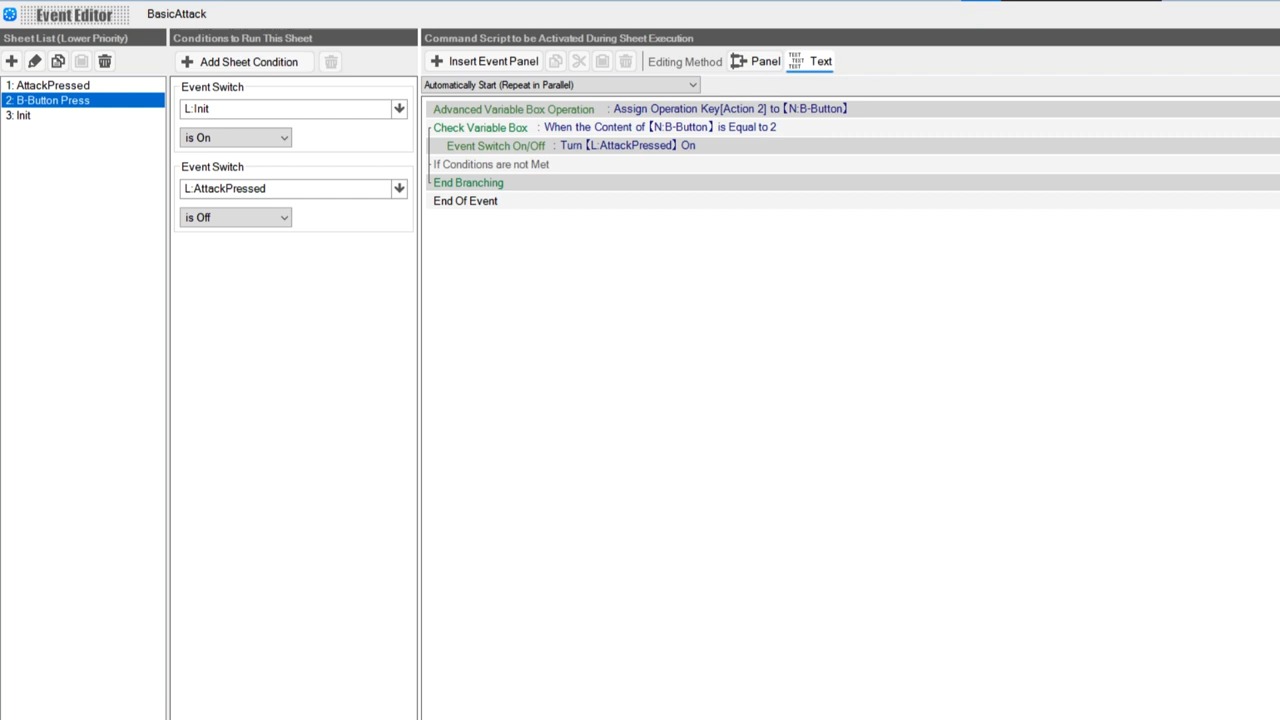 Event Editor BasicAttack
Sheet List (Lower Priority)
1: AttackPressed
2: B-Button Press
3: Init
Conditions to Run This Sheet
Add Sheet Condition
Event Switch
L:Init
is On
Event Switch
L:AttackPressed
is Off
Command Script to be Activated During Sheet Execution
Insert Event Panel Editing Method Panel TEXT TEXT TEXT Text
Automatically Start (Repeat in Parallel)
Advanced Variable Box Operation : Assign Operation Key[Action 2] to【N:B-Button】
Check Variable Box : When the Content of【N:B-Button】is Equal to 2
Event Switch On/Off : Turn【L:AttackPressed】On
If Conditions are not Met
End Branching
End Of Event